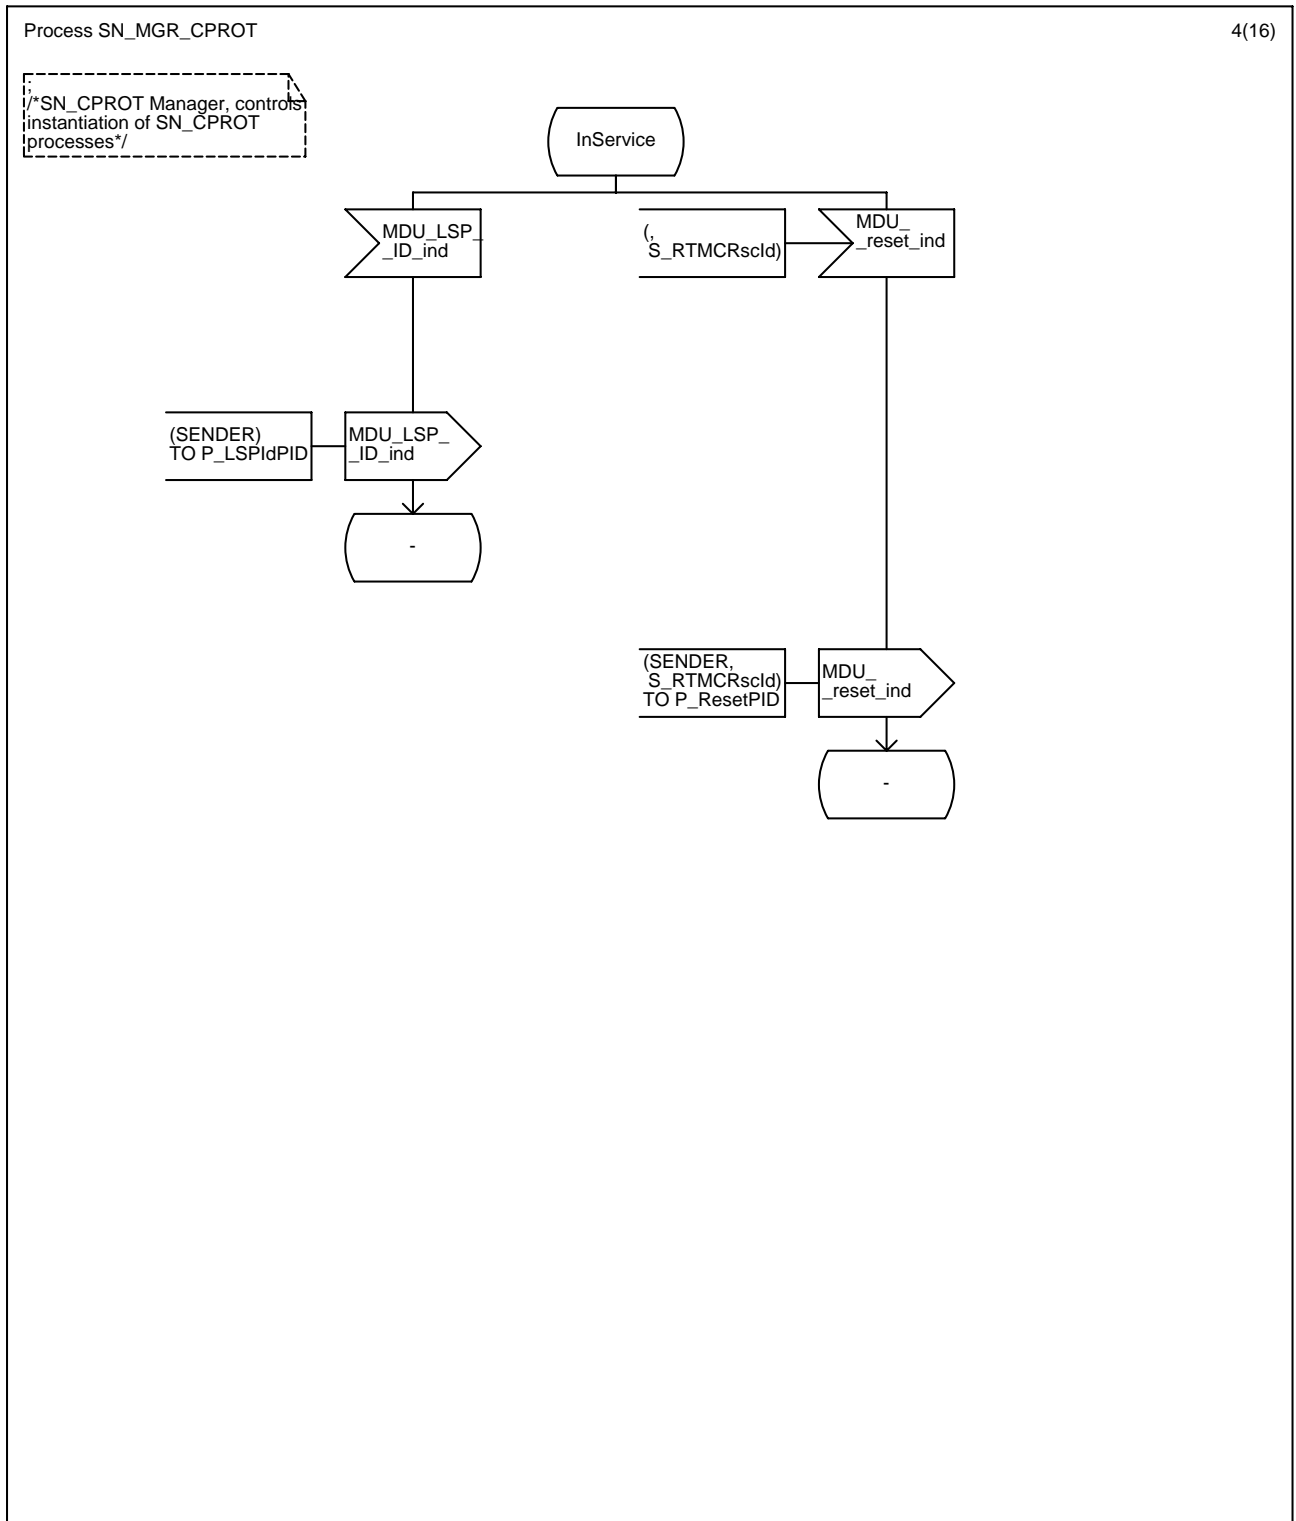 Process SN_MGR_CPROT
4(16)
;
/*SN_CPROT Manager, controls
instantiation of SN_CPROT
processes*/
InService
MDU_LSP_
_ID_ind
(,
S_RTMCRscId)
MDU_
_reset_ind
(SENDER)
TO P_LSPIdPID
MDU_LSP_
_ID_ind
-
(SENDER,
S_RTMCRscId)
TO P_ResetPID
MDU_
_reset_ind
-